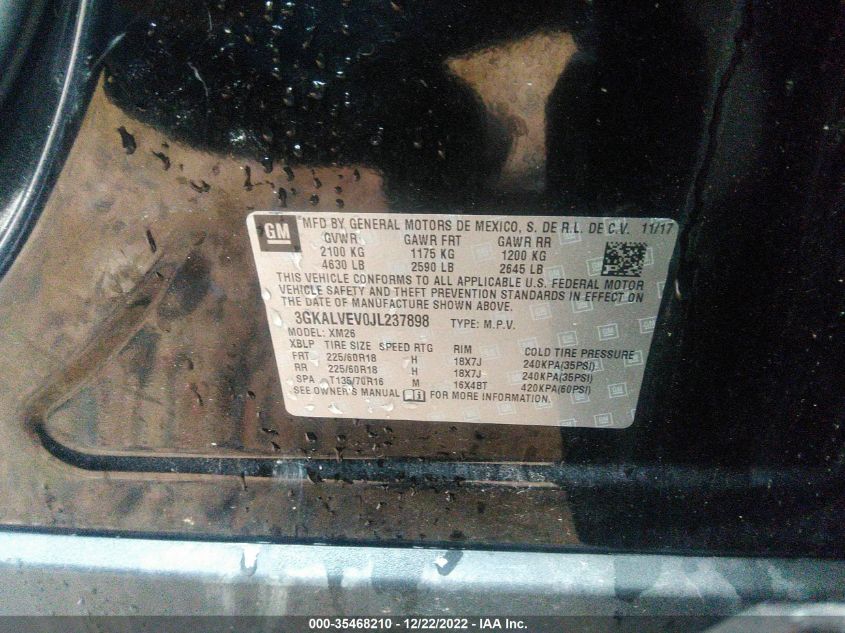 GM MFD BY GENERAL MOTORS DE MEXICO, S. DE R.L. DE C.V. 11/17
GVWR GAWR FRT GAWR RR
2100 KG 1175 KG 1200 KG
4630 LB 2590 LB 2645 LB
THIS VEHICLE CONFORMS TO ALL APPLICABLE U.S. FEDERAL MOTOR
VEHICLE SAFETY AND THEFT PREVENTION STANDARDS IN EFFECT ON
THE DATE OF MANUFACTURE SHOWN ABOVE.
3GKALVEV0JL237898 TYPE: M.P.V.
MODEL: XM26
XBLP TIRE SIZE SPEED RTG RIM COLD TIRE PRESSURE
FRT 225/60R18 H 18X7J 240KPA(35PSI)
RR 225/60R18 H 18X7J 240KPA(35PSI)
SPA T135/70R16 M 16X4BT 420KPA(60PSI)
SEE OWNER'S MANUAL FOR MORE INFORMATION.
000-35468210 - 12/22/2022 - IAA Inc.